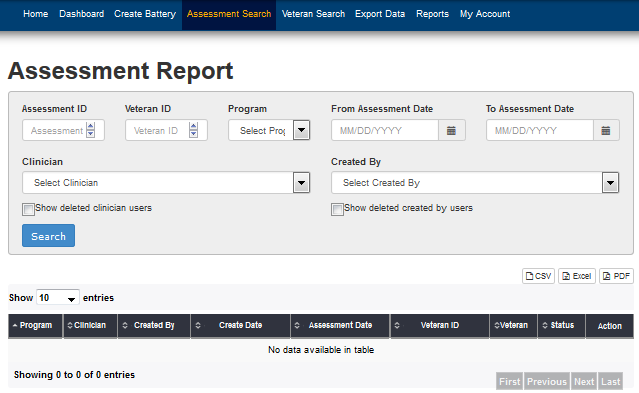 Home Dashboard Create Battery Assessment Search Veteran Search Export Data Reports My Account
Assessment Report
Assessment ID Veteran ID Program From Assessment Date To Assessment Date
Assessment Veteran ID Select Prog MM/DD/YYYY MM/DD/YYYY
Clinician Created By
Select Clinician Select Created By
Show deleted clinician users Show deleted created by users
Search
CSV Excel PDF
Show 10 entries
Program Clinician Created By Create Date Assessment Date Veteran ID Veteran Status Action
No data available in table
Showing 0 to 0 of 0 entries
First Previous Next Last